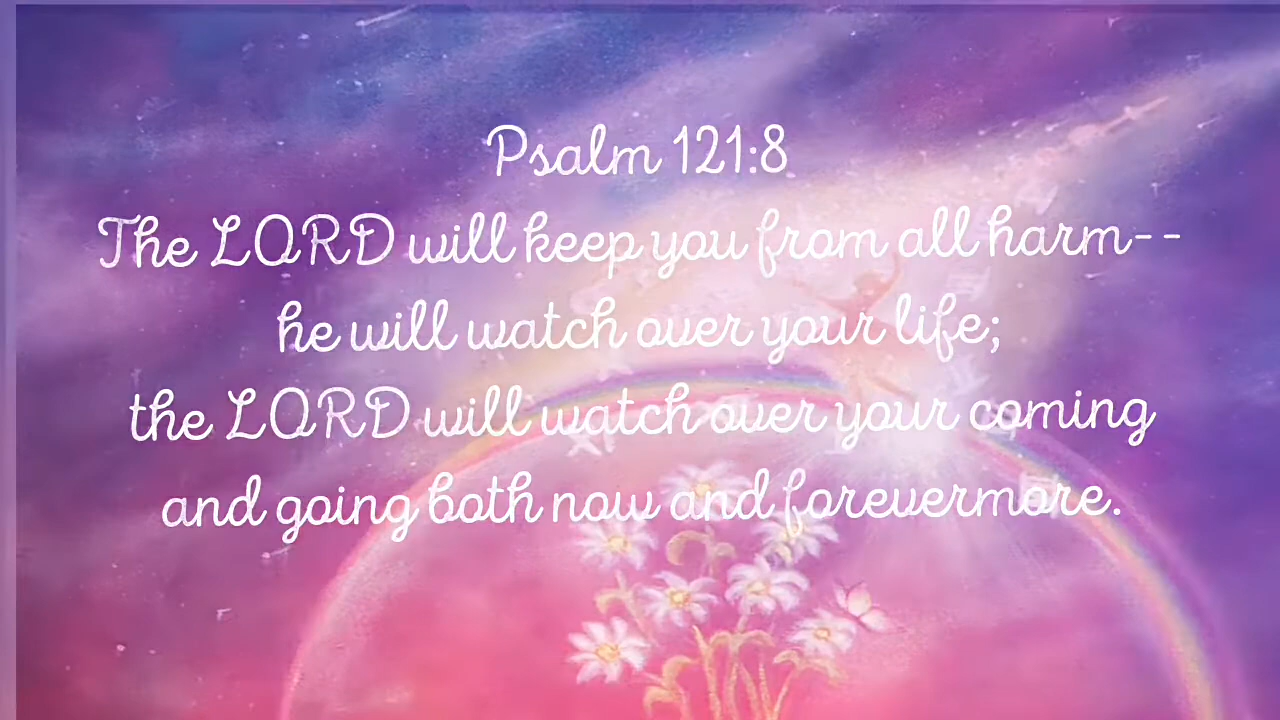 Psalm 121:8
The LORD will keep you from all harm--
he will watch over your life;
the LORD will watch over your coming
and going both now and forevermore.